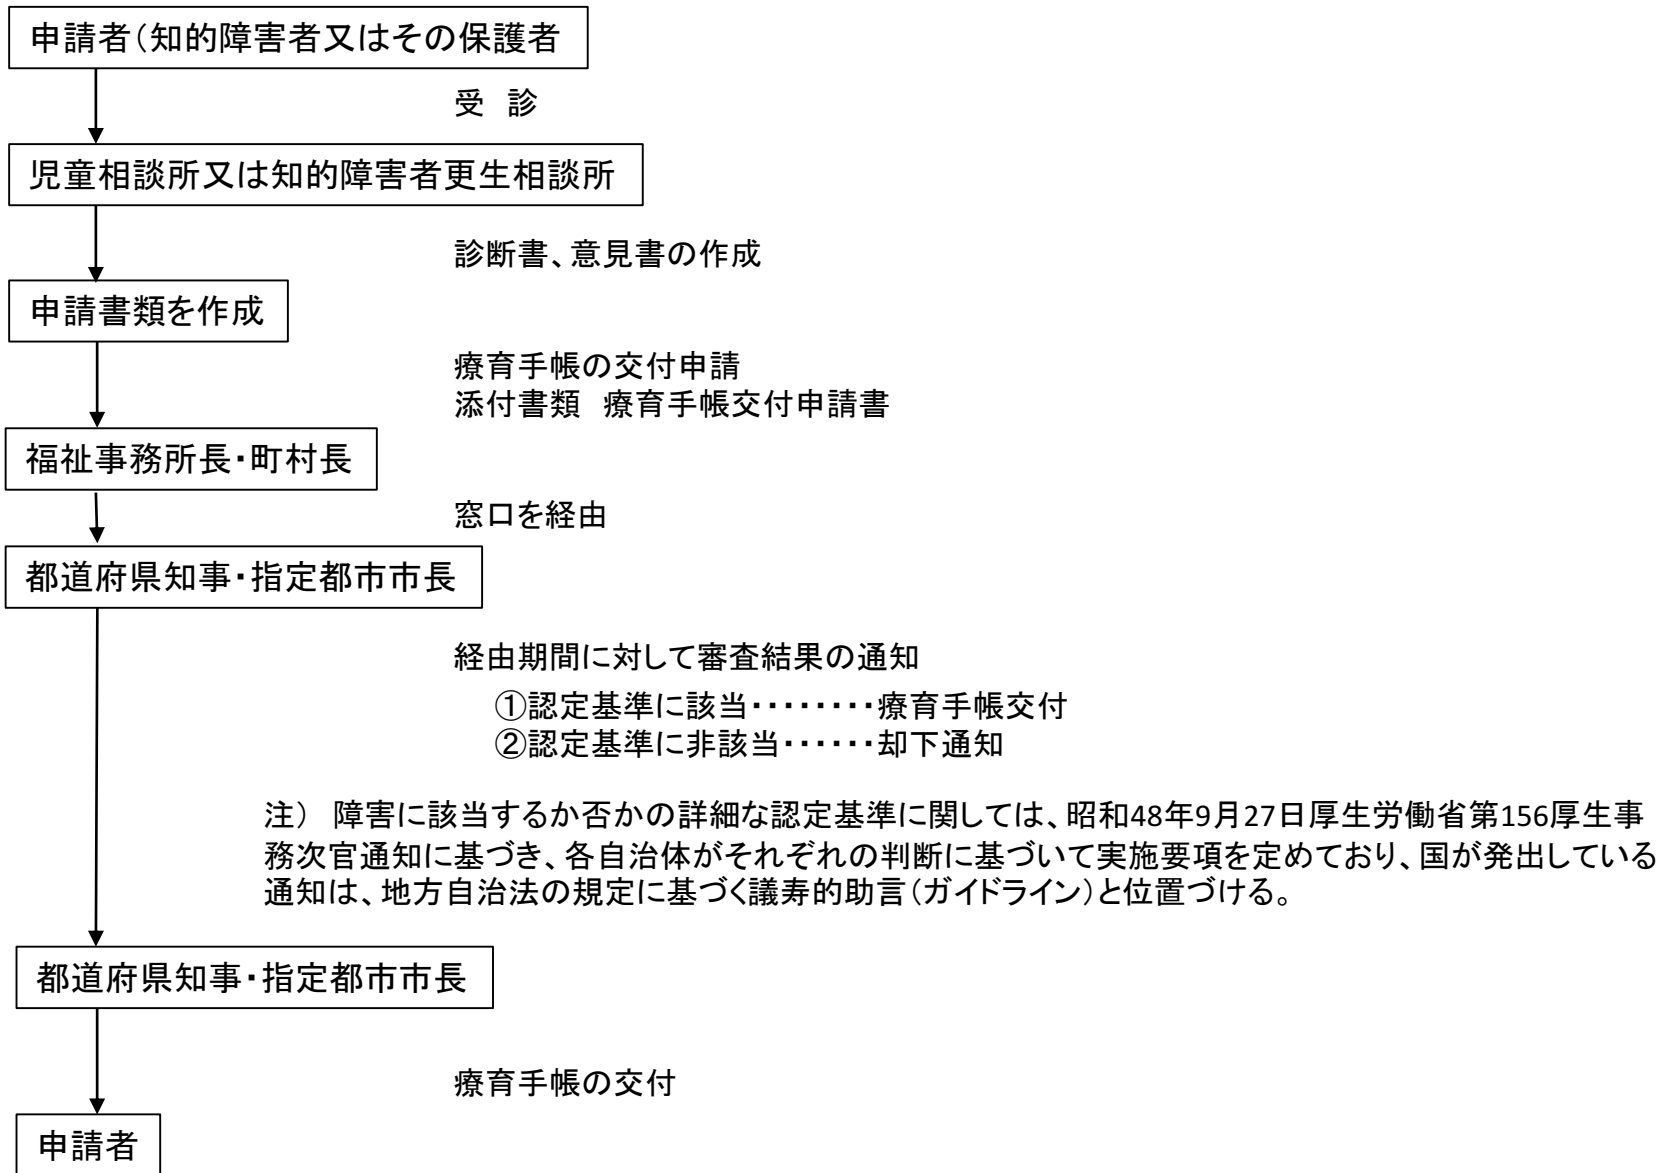 申請者（知的障害者又はその保護者
受　診
児童相談所又は知的障害者更生相談所
診断書、意見書の作成
申請書類を作成
療育手帳の交付申請
添付書類　療育手帳交付申請書
福祉事務所長・町村長
窓口を経由
都道府県知事・指定都市市長
経由期間に対して審査結果の通知
①認定基準に該当・・・・・・・・療育手帳交付
②認定基準に非該当・・・・・・却下通知
注）　障害に該当するか否かの詳細な認定基準に関しては、昭和48年9月27日厚生労働省第156厚生事
務次官通知に基づき、各自治体がそれぞれの判断に基づいて実施要項を定めており、国が発出している
通知は、地方自治法の規定に基づく議寿的助言（ガイドライン）と位置づける。
都道府県知事・指定都市市長
療育手帳の交付
申請者